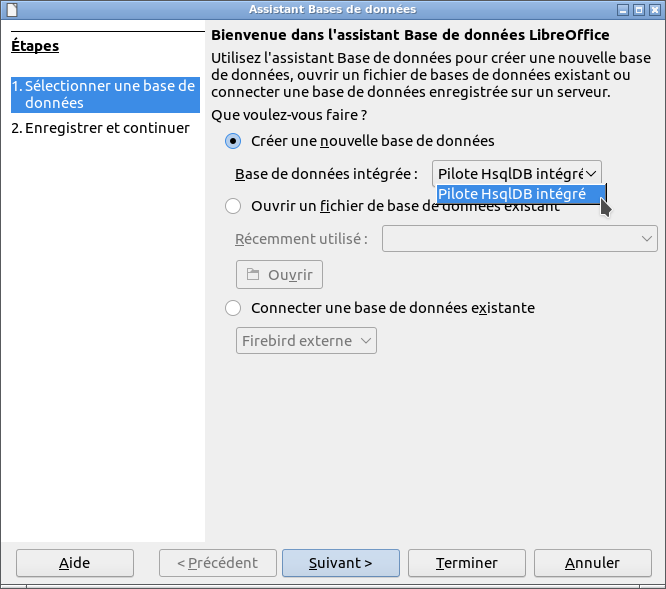 Assistant Bases de données
Étapes
1. Sélectionner une base de
données
2. Enregistrer et continuer
Bienvenue dans l'assistant Base de données LibreOffice
Utilisez l'assistant Base de données pour créer une nouvelle base
de données, ouvrir un fichier de bases de données existant ou
connecter une base de données enregistrée sur un serveur.
Que voulez-vous faire ?
Créer une nouvelle base de données
Base de données intégrée :
Pilote HsqlDB intégré
Pilote HsqlDB intégré
Ouvrir un fichier de base de données existant
Récemment utilisé :
Ouvrir
Connecter une base de données existante
Firebird externe
Aide
< Précédent
Suivant >
Terminer
Annuler